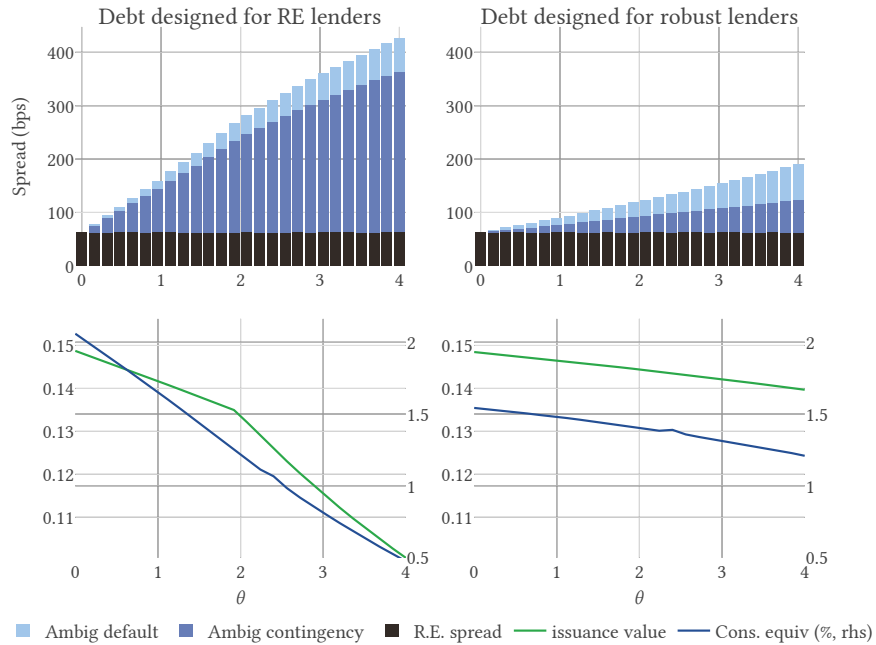 Debt designed for RE lenders
Debt designed for robust lenders
Spread (bps)
400
300
200
100
0
0 1 2 3 4
400
300
200
100
0
0 1 2 3 4
0.15
0.14
0.13
0.12
0.11
2
1.5
1
0.5
0 1 2 3 4
θ
0.15
0.14
0.13
0.12
0.11
2
1.5
1
0.5
0 1 2 3 4
θ
Ambig default Ambig contingency R.E. spread issuance value Cons. equiv (%, rhs)